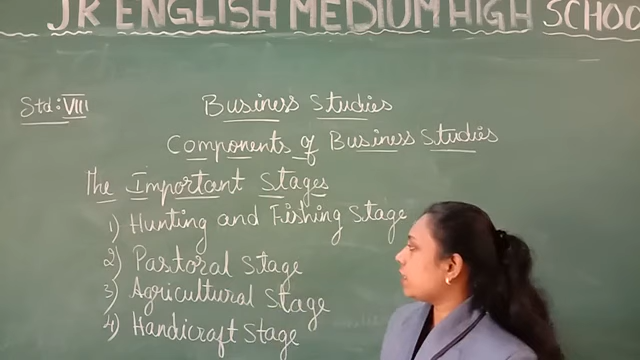 JK ENGLISH MEDIUM HIGH SCHOO
Std: VIII
Business Studies
Components of Business Studies
The Important Stages
1) Hunting and Fishing Stage
2) Pastoral Stage
3) Agricultural Stage
4) Handicraft Stage